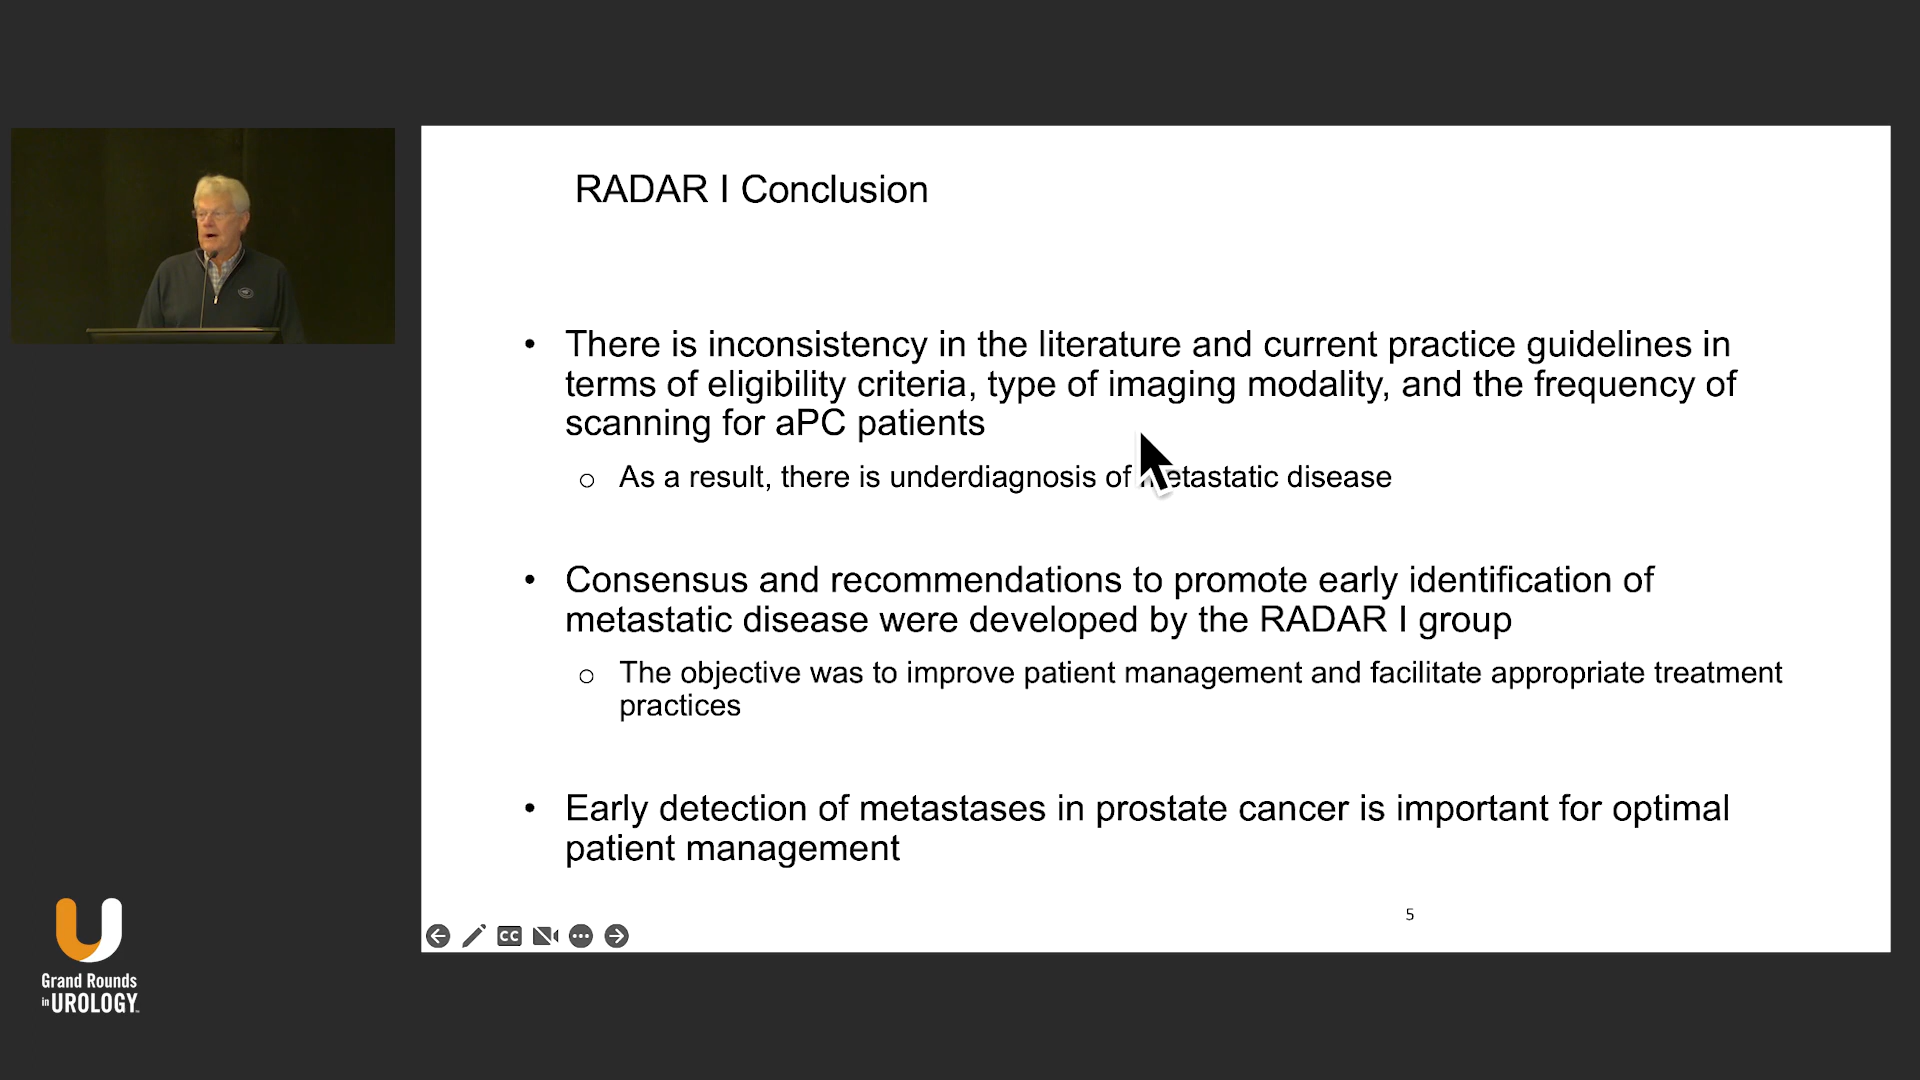 RADAR I Conclusion
• There is inconsistency in the literature and current practice guidelines in
terms of eligibility criteria, type of imaging modality, and the frequency of
scanning for aPC patients
o As a result, there is underdiagnosis of metastatic disease
• Consensus and recommendations to promote early identification of
metastatic disease were developed by the RADAR I group
o The objective was to improve patient management and facilitate appropriate treatment
practices
• Early detection of metastases in prostate cancer is important for optimal
patient management
5
CC
Grand Rounds
in UROLOGY